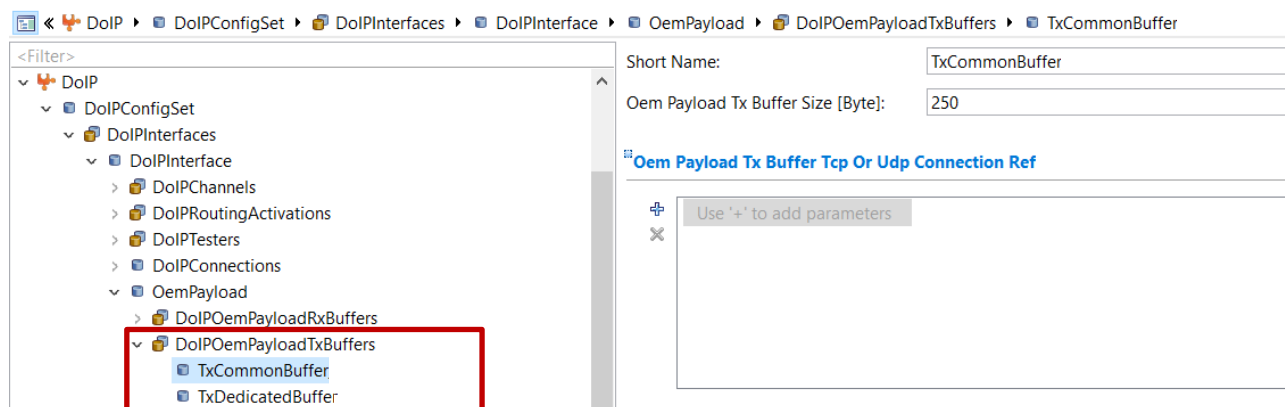 « DoIP DoIPConfigSet DoIPInterfaces DoIPInterface OemPayload DoIPOemPayloadTxBuffers TxCommonBuffer
<Filter>
DoIP
DoIPConfigSet
DoIPInterfaces
DoIPInterface
DoIPChannels
DoIPRoutingActivations
DoIPTesters
DoIPConnections
OemPayload
DoIPOemPayloadRxBuffers
DoIPOemPayloadTxBuffers
TxCommonBuffer
TxDedicatedBuffer
Short Name: TxCommonBuffer
Oem Payload Tx Buffer Size [Byte]: 250
Oem Payload Tx Buffer Tcp Or Udp Connection Ref
Use '+' to add parameters